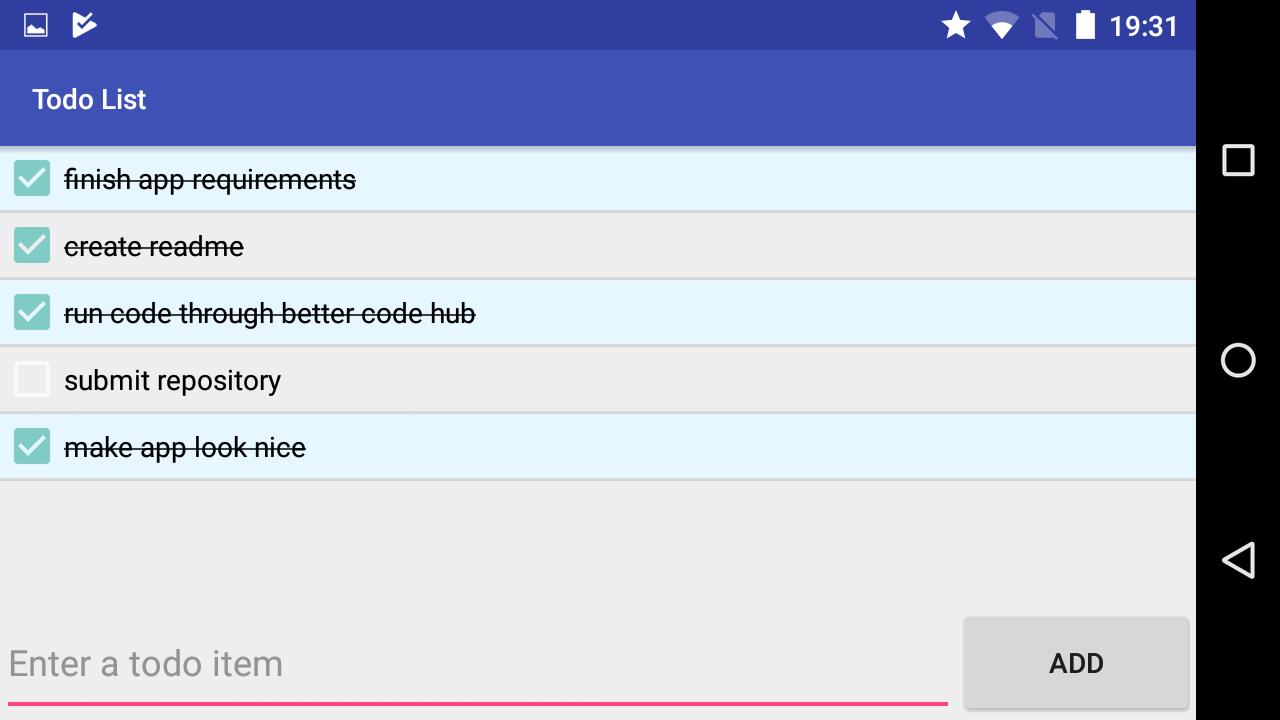 19:31
Todo List
finish app requirements
create readme
run code through better code hub
submit repository
make app look nice
Enter a todo item
ADD